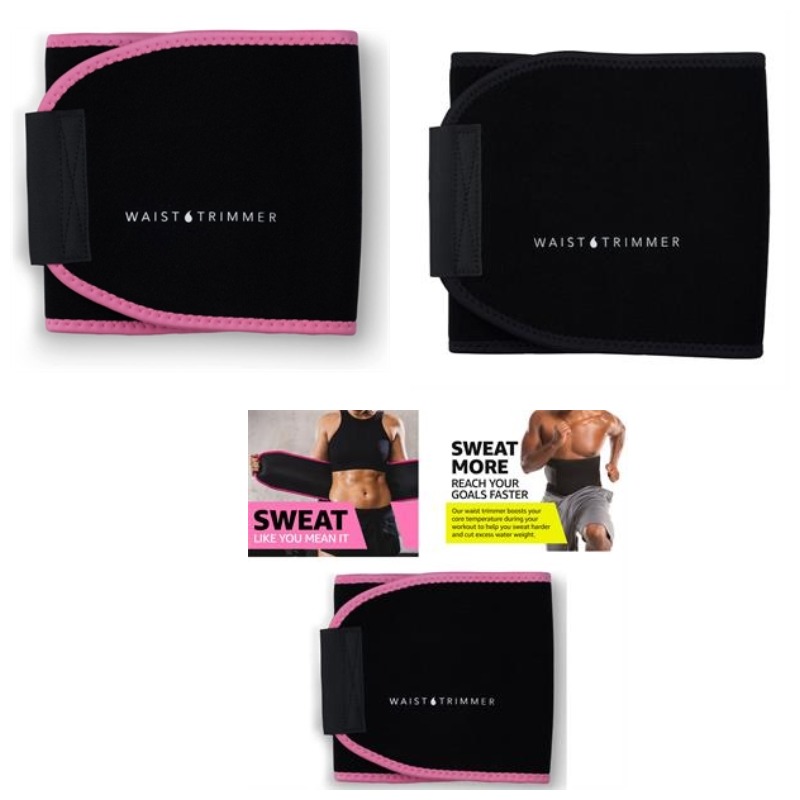 WAIST TRIMMER
WAIST TRIMMER
SWEAT
LIKE YOU MEAN IT
SWEAT
MORE
REACH YOUR
GOALS FASTER
Our waist trimmer boosts your
core temperature during your
workout to help you sweat harder
and cut excess water weight.
WAIST TRIMMER